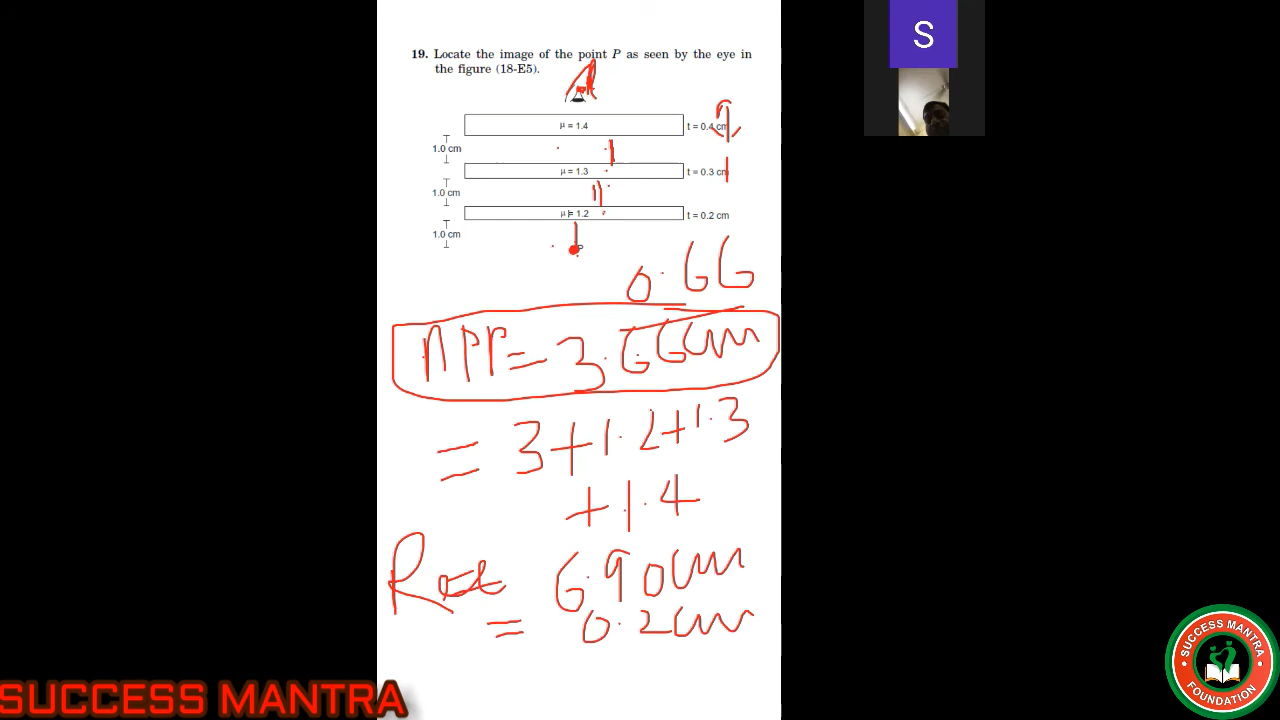 S
19. Locate the image of the point P as seen by the eye in
the figure (18-E5).
μ = 1.4
t = 0.4 cm
1.0 cm
μ = 1.3
t = 0.3 cm
1.0 cm
μ = 1.2
t = 0.2 cm
1.0 cm
P
0.66
APP = 3.66cm
= 3+1.2+1.3
+1.4
6.90cm
= 0.2cm
SUCCESS MANTRA
SUCCESS MANTRA
FOUNDATION